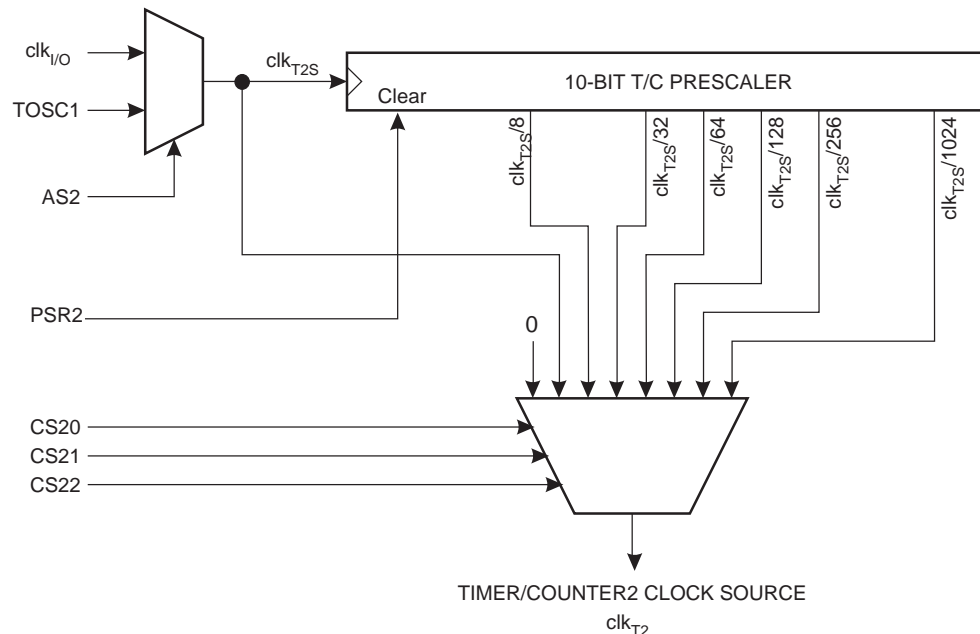 clkI/O
TOSC1
AS2
clkT2S
10-BIT T/C PRESCALER
Clear
clkT2S/8
clkT2S/32
clkT2S/64
clkT2S/128
clkT2S/256
clkT2S/1024
PSR2
0
CS20
CS21
CS22
TIMER/COUNTER2 CLOCK SOURCE
clkT2